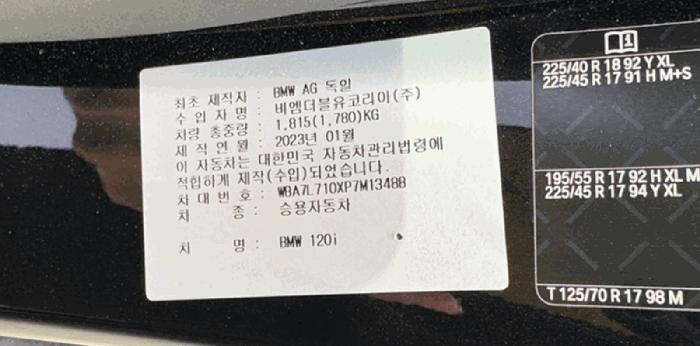 최초 제작자 : BMW AG 독일
수 입 자 명 : 비엠더블유코리아(주)
차량 총중량 : 1,815(1,780)KG
제 작 연 월 : 2023년 01월
이 자동차는 대한민국 자동차관리법령에
적합하게 제작(수입)되었습니다.
차 대 번 호 : WBA7L710XP7M13488
차 종 : 승용자동차
차 명 : BMW 120i
225/40 R 18 92 Y XL
225/45 R 17 91 H M+S
195/55 R 17 92 H XL M
225/45 R 17 94 Y XL
T 125/70 R 17 98 M